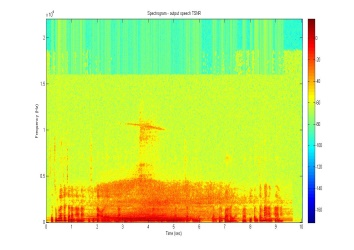 Spectrogram - output speech TSNR
x 10⁴
2
1.5
1
0.5
0
0 1 2 3 4 5 6 7 8 9 10
Frequency (Hz)
Time (sec)
0
-20
-40
-60
-80
-100
-120
-140
-160